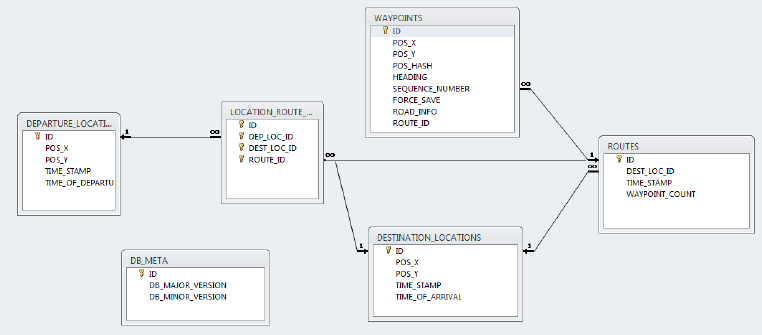 WAYPOINTS
ID
POS_X
POS_Y
POS_HASH
HEADING
SEQUENCE_NUMBER
FORCE_SAVE
ROAD_INFO
ROUTE_ID
∞
DEPARTURE_LOCATI...
ID
POS_X
POS_Y
TIME_STAMP
TIME_OF_DEPARTU
1
∞
LOCATION_ROUTE_...
ID
DEP_LOC_ID
DEST_LOC_ID
ROUTE_ID
∞
1
∞
ROUTES
ID
DEST_LOC_ID
TIME_STAMP
WAYPOINT_COUNT
DESTINATION_LOCATIONS
1
1
ID
POS_X
POS_Y
TIME_STAMP
TIME_OF_ARRIVAL
DB_META
ID
DB_MAJOR_VERSION
DB_MINOR_VERSION